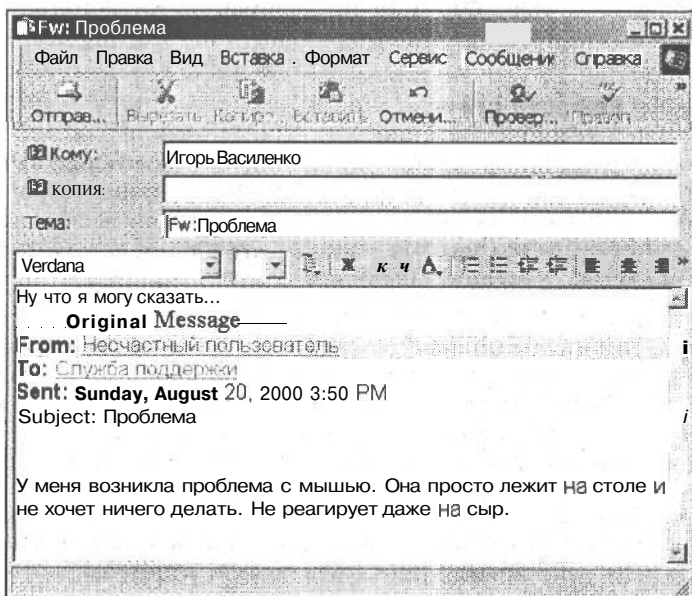 Fw: Проблема
Файл Правка Вид Вставка . Формат Сервис Сообщение Справка
Отправ... Вырезать Копиро... Вставить Отмени... Провер...
Кому: Игорь Василенко
копия:
Тема: Fw:Проблема
Verdana ж к ч A
Ну что я могу сказать...
Original Message
From: Несчастный пользователь
To: Служба поддержки
Sent: Sunday, August 20, 2000 3:50 PM
Subject: Проблема
У меня возникла проблема с мышью. Она просто лежит на столе и
не хочет ничего делать. Не реагирует даже на сыр.